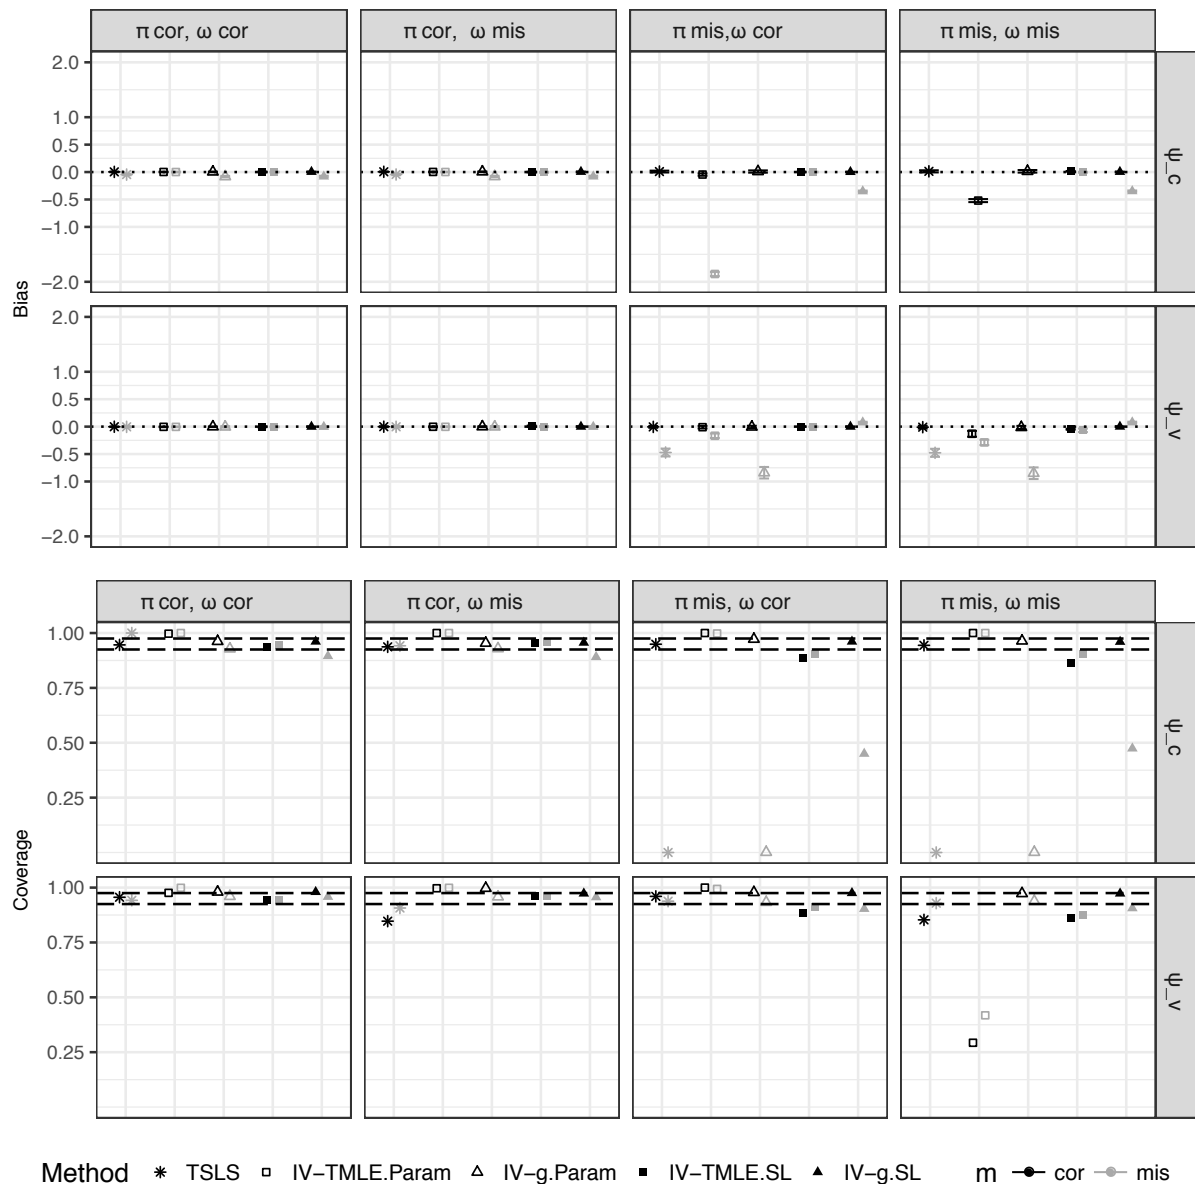 π cor, ω cor
π cor, ω mis
π mis,ω cor
π mis, ω mis
2.0
1.0
0.5
0.0
−0.5
−1.0
−2.0
ψ_c
Bias
2.0
1.0
0.5
0.0
−0.5
−1.0
−2.0
ψ_v
π cor, ω cor
π cor, ω mis
π mis, ω cor
π mis, ω mis
1.00
0.75
0.50
0.25
ψ_c
Coverage
1.00
0.75
0.50
0.25
ψ_v
Method TSLS IV−TMLE.Param IV−g.Param IV−TMLE.SL IV−g.SL m cor mis